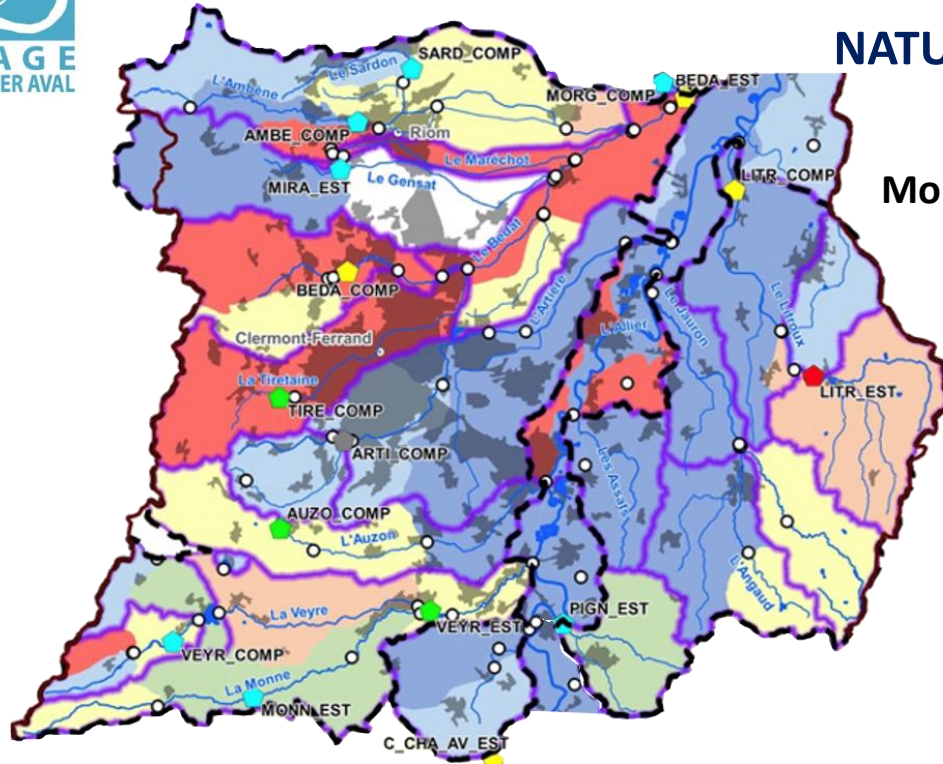 AGE
ER AVAL
NATU
Mo
SARD_COMP
Le Sardon
L'Ambène
MORG_COMP
BEDA_EST
AMBE_COMP
Riom
Le Marèchot
LITR_COMP
MIRA_EST
Le Gensat
Le Bédat
BEDA_COMP
L'Artière
Le Jauron
Le Litroux
L'Allier
Clermont-Ferrand
La Tiretaine
TIRE_COMP
LITR_EST
ARTI_COMP
Les Assats
AUZO_COMP
L'Auzon
L'Angaud
La Veyre
VEYR_EST
PIGN_EST
VEYR_COMP
La Monne
MONN_EST
C_CHA_AV_EST